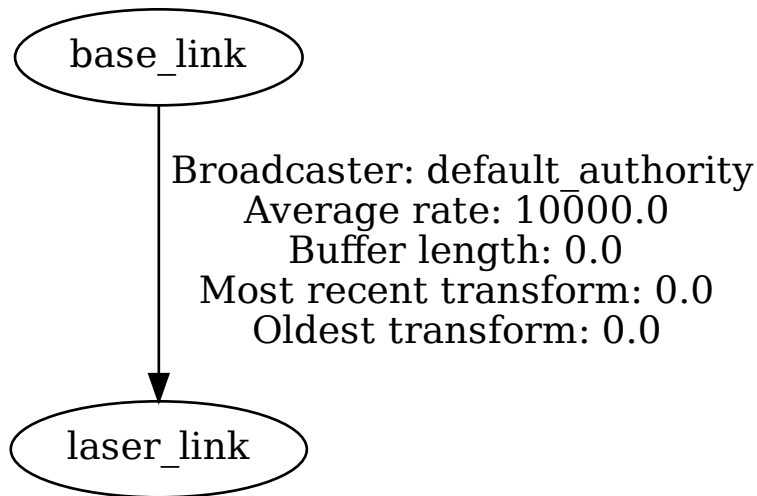 base_link
Broadcaster: default_authority
Average rate: 10000.0
Buffer length: 0.0
Most recent transform: 0.0
Oldest transform: 0.0
laser_link